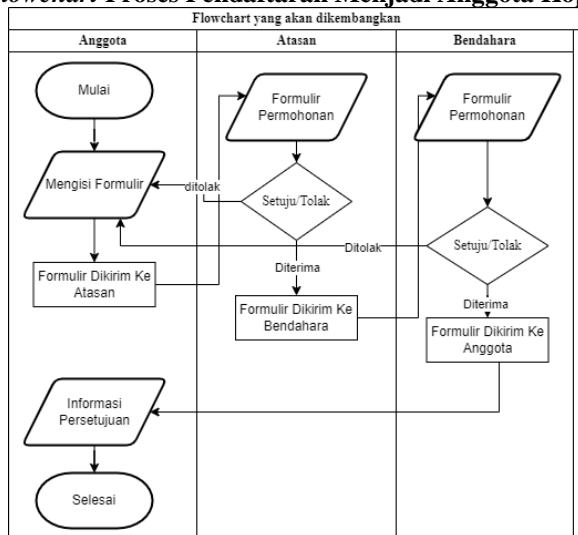 Proses Pendaftaran Menjadi Anggota
Flowchart yang akan dikembangkan
Anggota
Atasan
Bendahara
Mulai
Mengisi Formulir
Formulir Dikirim Ke
Atasan
Informasi
Persetujuan
Selesai
Formulir
Permohonan
ditolak
Setuju/Tolak
Diterima
Formulir Dikirim Ke
Bendahara
Formulir
Permohonan
Ditolak
Setuju/Tolak
Diterima
Formulir Dikirim Ke
Anggota